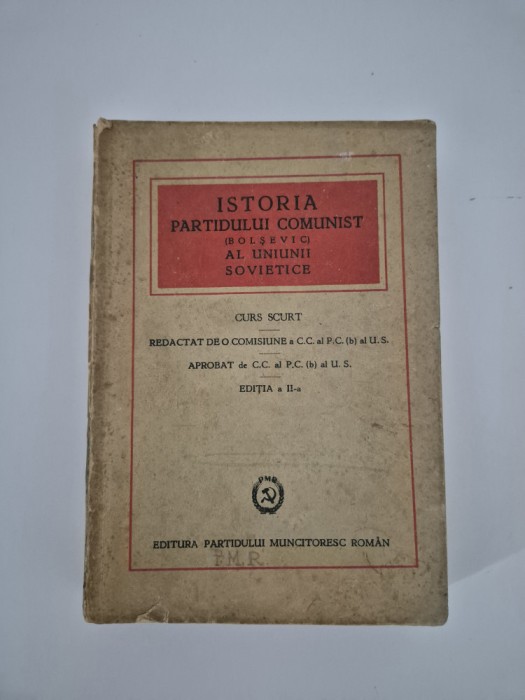 ISTORIA
PARTIDULUI COMUNIST
(BOLȘEVIC)
AL UNIUNII
SOVIETICE
CURS SCURT
REDACTAT DE O COMISIUNE a C.C. al P.C. (b) al U.S.
APROBAT de C.C. al P.C. (b) al U.S.
EDIȚIA a II-a
PMR
EDITURA PARTIDULUI MUNCITORESC ROMÂN
P.M.R.